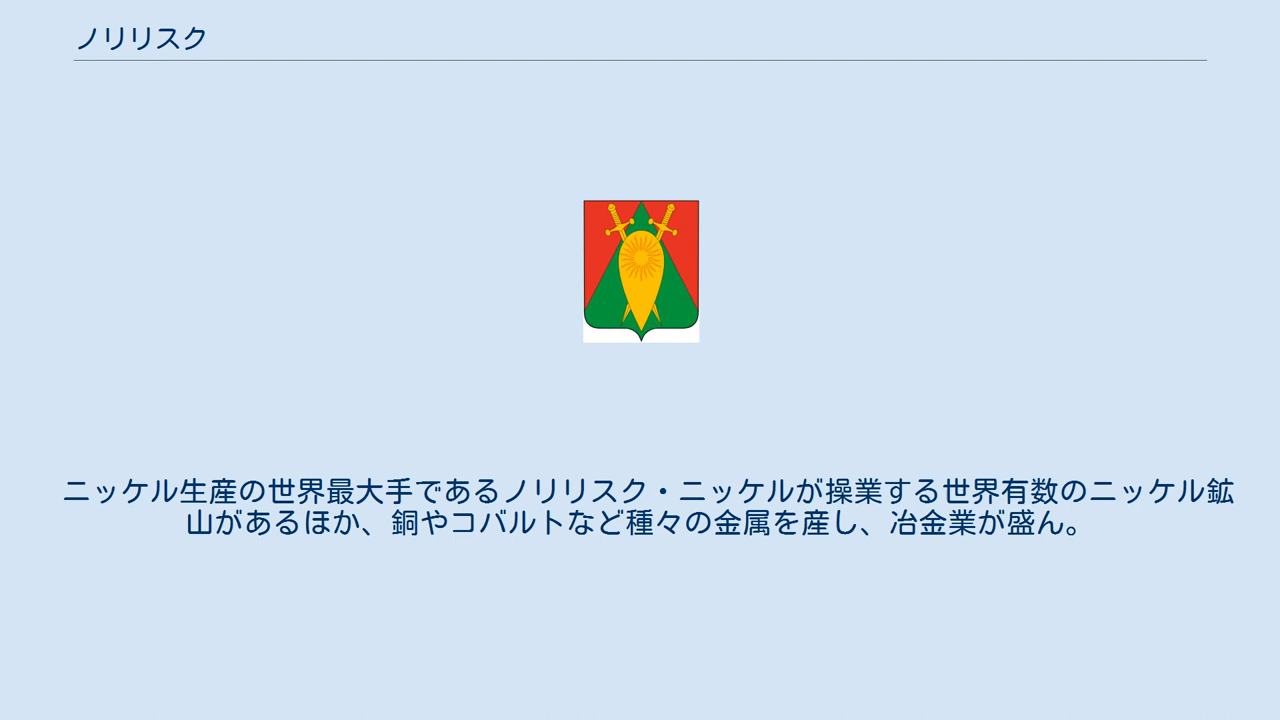 ノリリスク
ニッケル生産の世界最大手であるノリリスク・ニッケルが操業する世界有数のニッケル鉱
山があるほか、銅やコバルトなど種々の金属を産し、冶金業が盛ん。